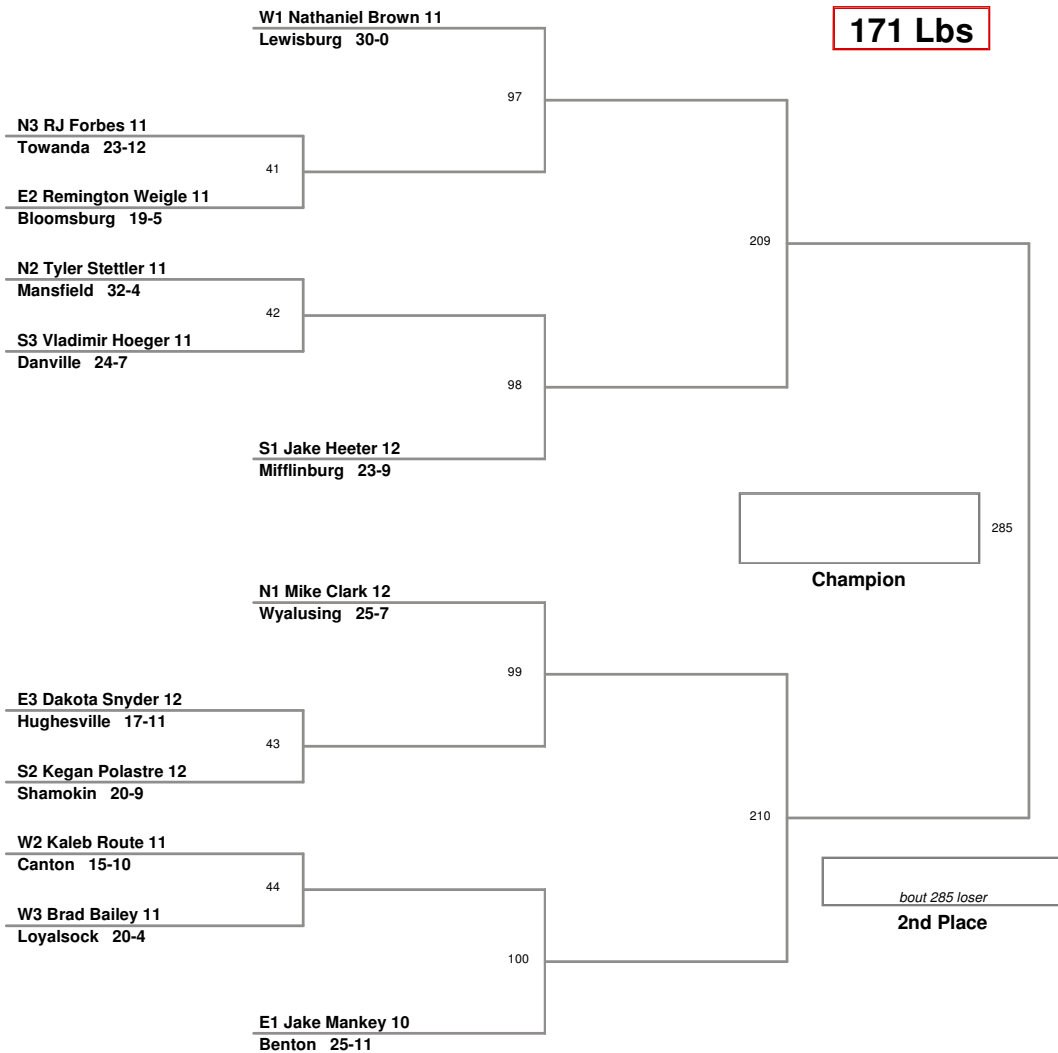 W1 Nathaniel Brown 11
Lewisburg 30-0
171 Lbs
97
N3 RJ Forbes 11
Towanda 23-12
41
E2 Remington Weigle 11
Bloomsburg 19-5
209
N2 Tyler Stettler 11
Mansfield 32-4
42
S3 Vladimir Hoeger 11
Danville 24-7
98
S1 Jake Heeter 12
Mifflinburg 23-9
285
Champion
N1 Mike Clark 12
Wyalusing 25-7
99
E3 Dakota Snyder 12
Hughesville 17-11
43
S2 Kegan Polastre 12
Shamokin 20-9
210
W2 Kaleb Route 11
Canton 15-10
44
bout 285 loser
2nd Place
W3 Brad Bailey 11
Loyalsock 20-4
100
E1 Jake Mankey 10
Benton 25-11